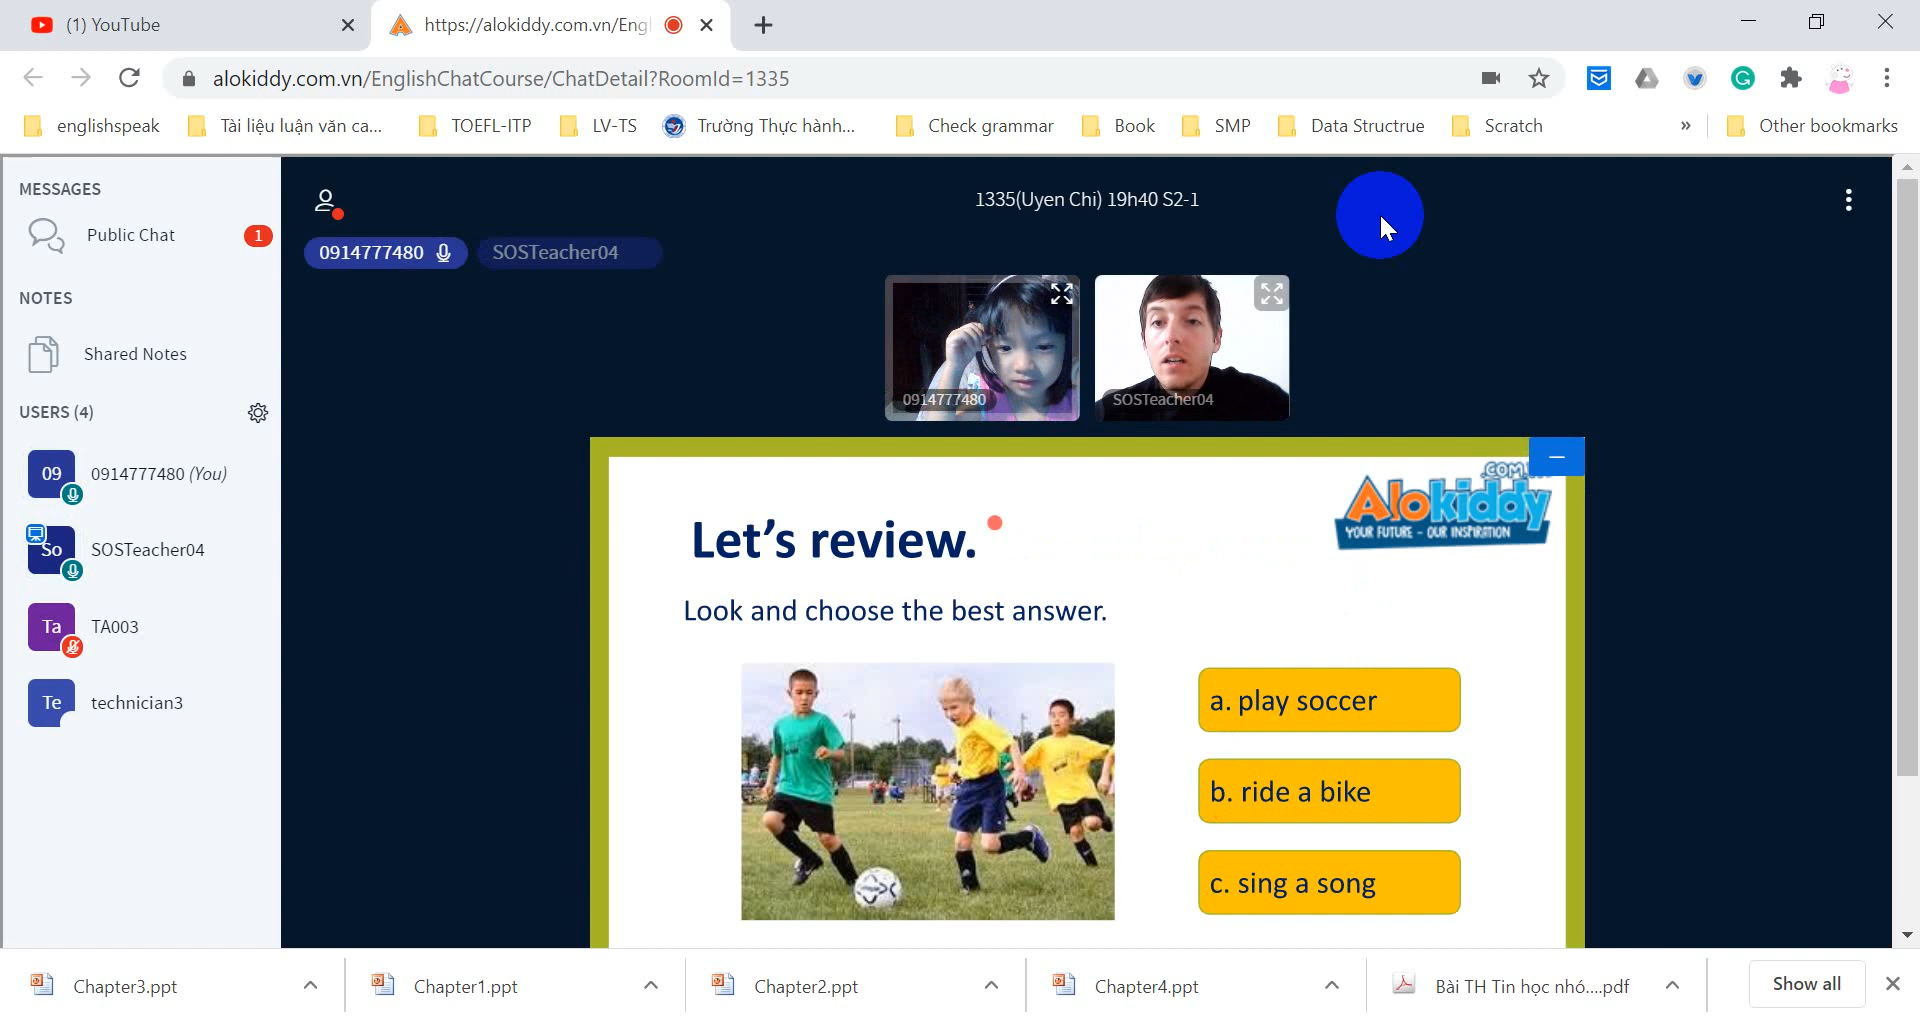 (1) YouTube
https://alokiddy.com.vn/Engl
alokiddy.com.vn/EnglishChatCourse/ChatDetail?RoomId=1335
englishspeak
Tài liệu luận văn ca...
TOEFL-ITP
LV-TS
Trường Thực hành...
Check grammar
Book
SMP
Data Structrue
Scratch
»
Other bookmarks
MESSAGES
Public Chat
1
NOTES
Shared Notes
USERS (4)
09
0914777480 (You)
So
SOSTeacher04
Ta
TA003
Te
technician3
1335(Uyen Chi) 19h40 S2-1
0914777480
SOSTeacher04
0914777480
SOSTeacher04
Alokiddy
YOUR FUTURE - OUR INSPIRATION
Let's review.
Look and choose the best answer.
a. play soccer
b. ride a bike
c. sing a song
Chapter3.ppt
Chapter1.ppt
Chapter2.ppt
Chapter4.ppt
Bài TH Tin học nhó....pdf
Show all